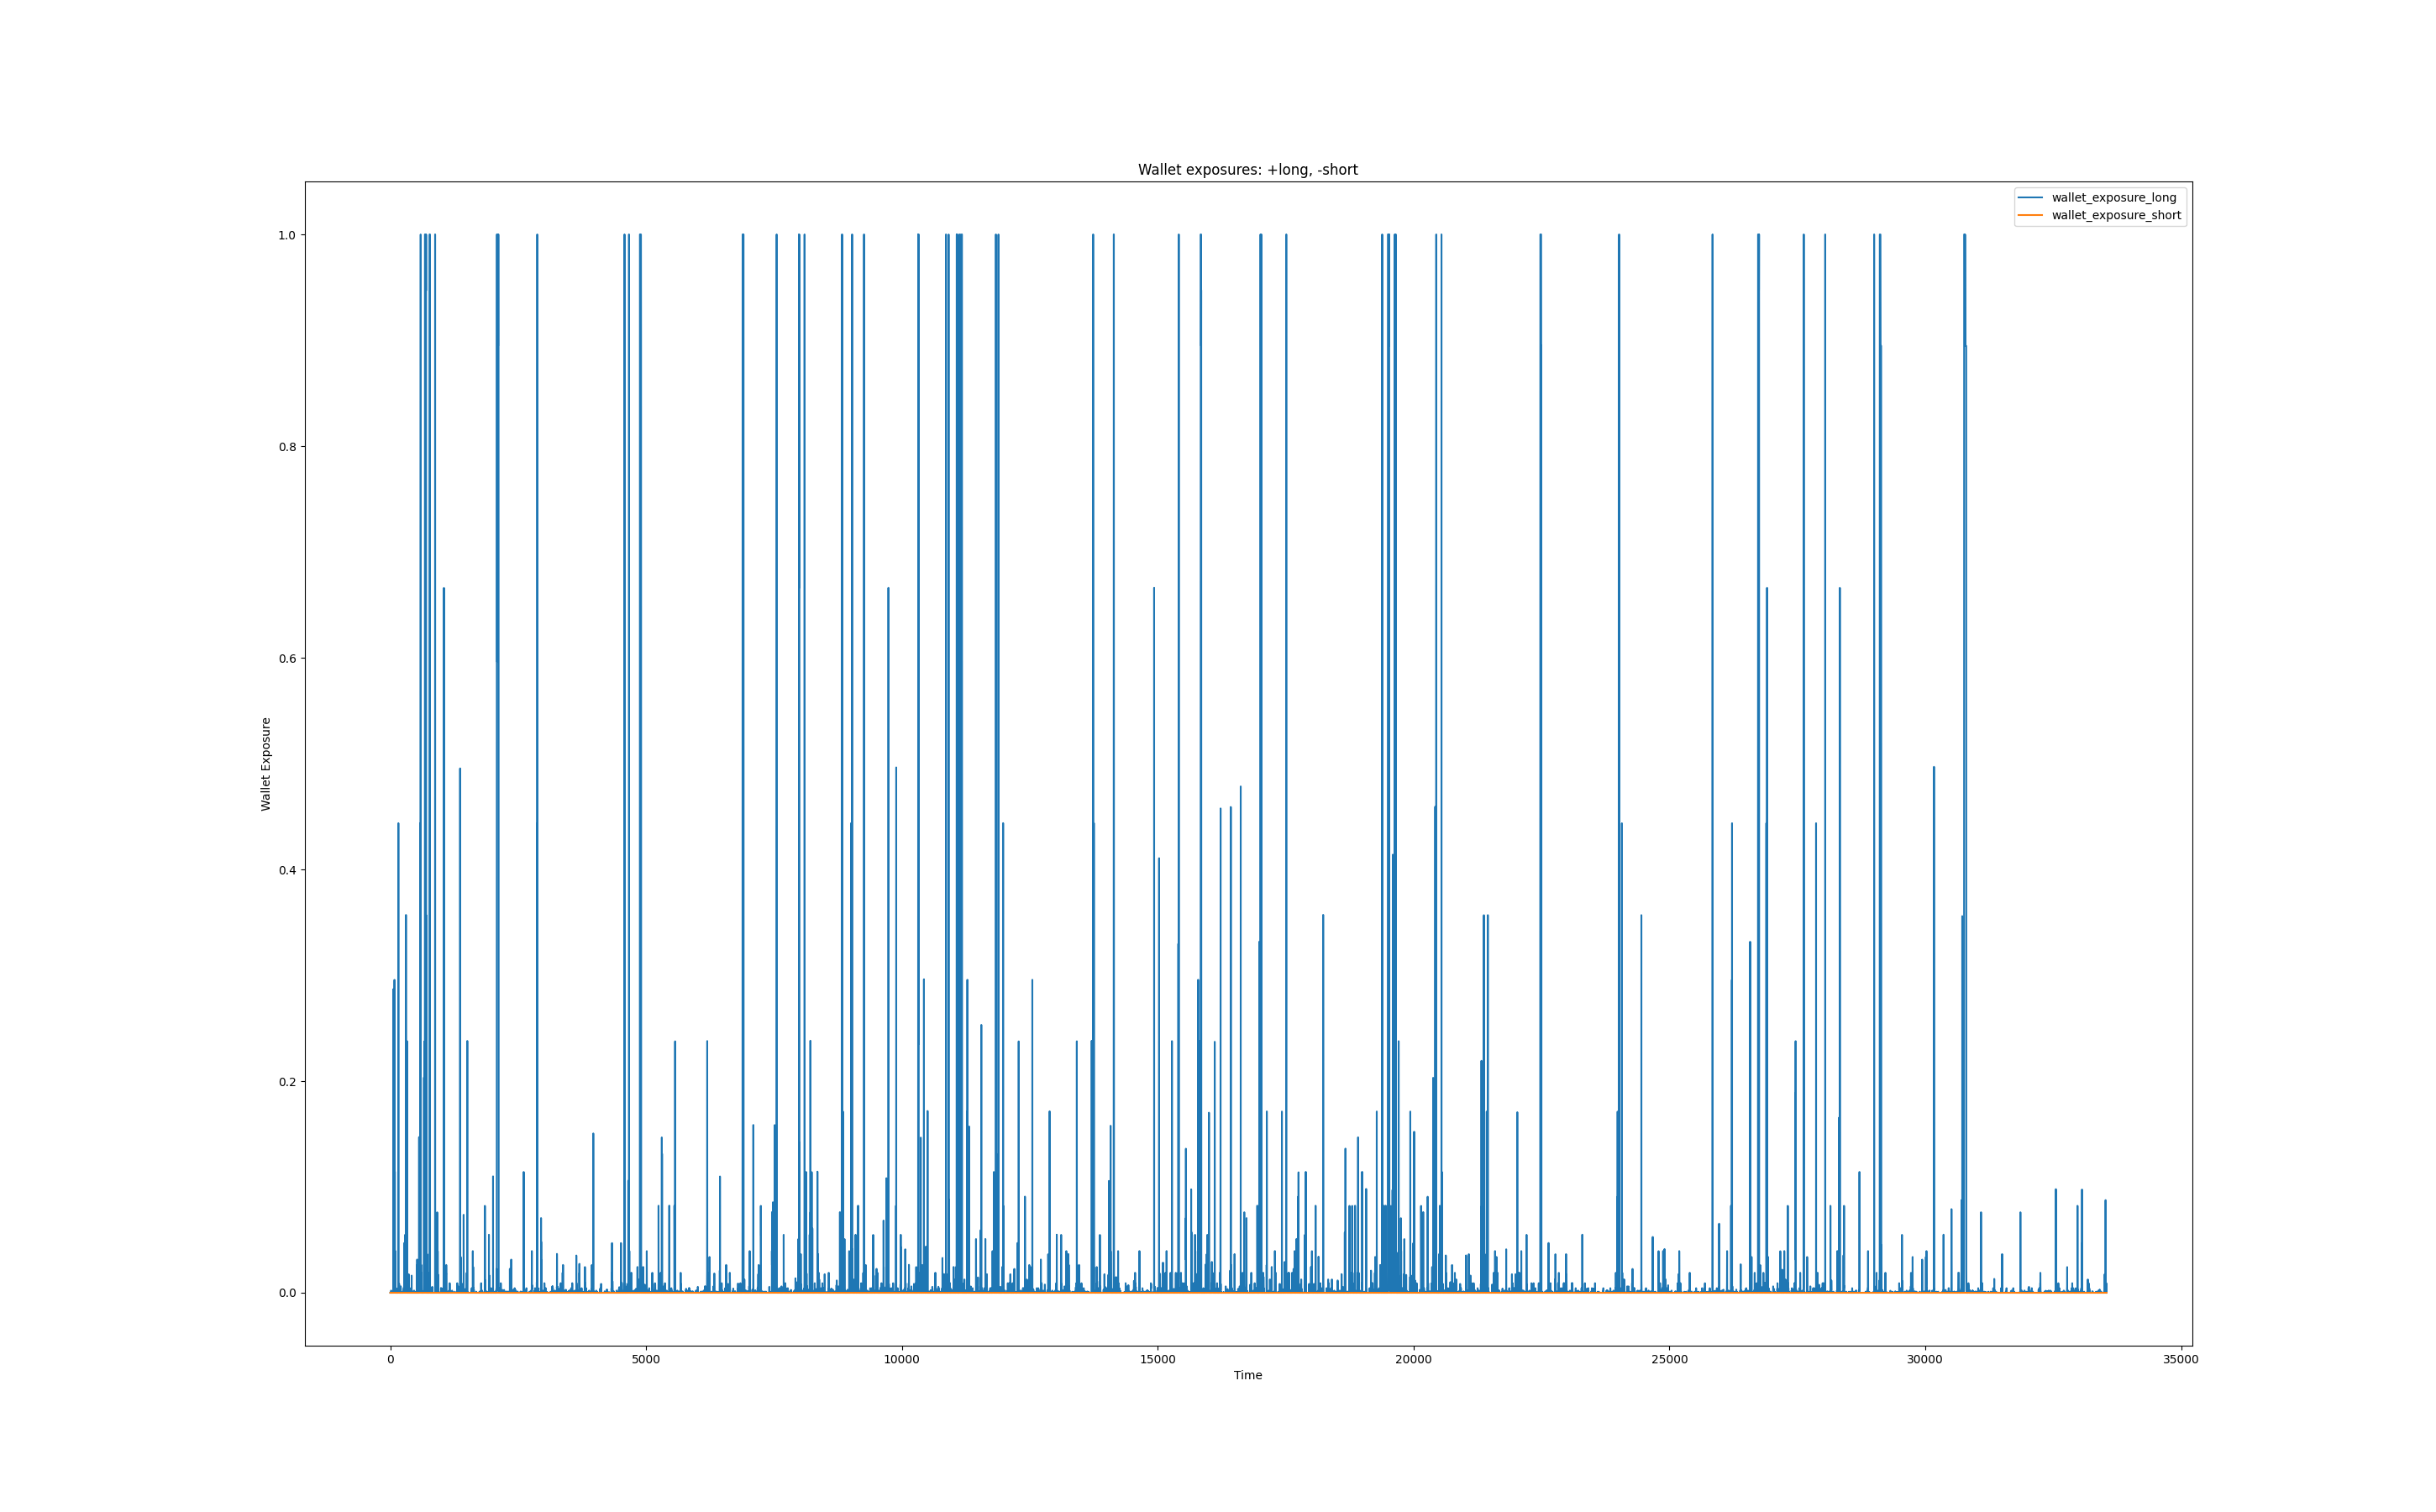 Wallet exposures: +long, -short
wallet_exposure_long
wallet_exposure_short
1.0
0.8
0.6
0.4
0.2
0.0
Wallet Exposure
0 5000 10000 15000 20000 25000 30000 35000
Time